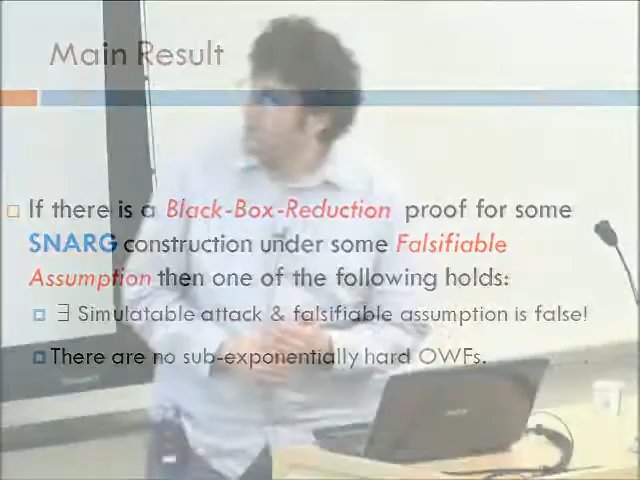 Main Result
If there is a Black-Box-Reduction proof for some
SNARG construction under some Falsifiable
Assumption then one of the following holds:
∃ Simulatable attack & falsifiable assumption is false!
There are no sub-exponentially hard OWFs.